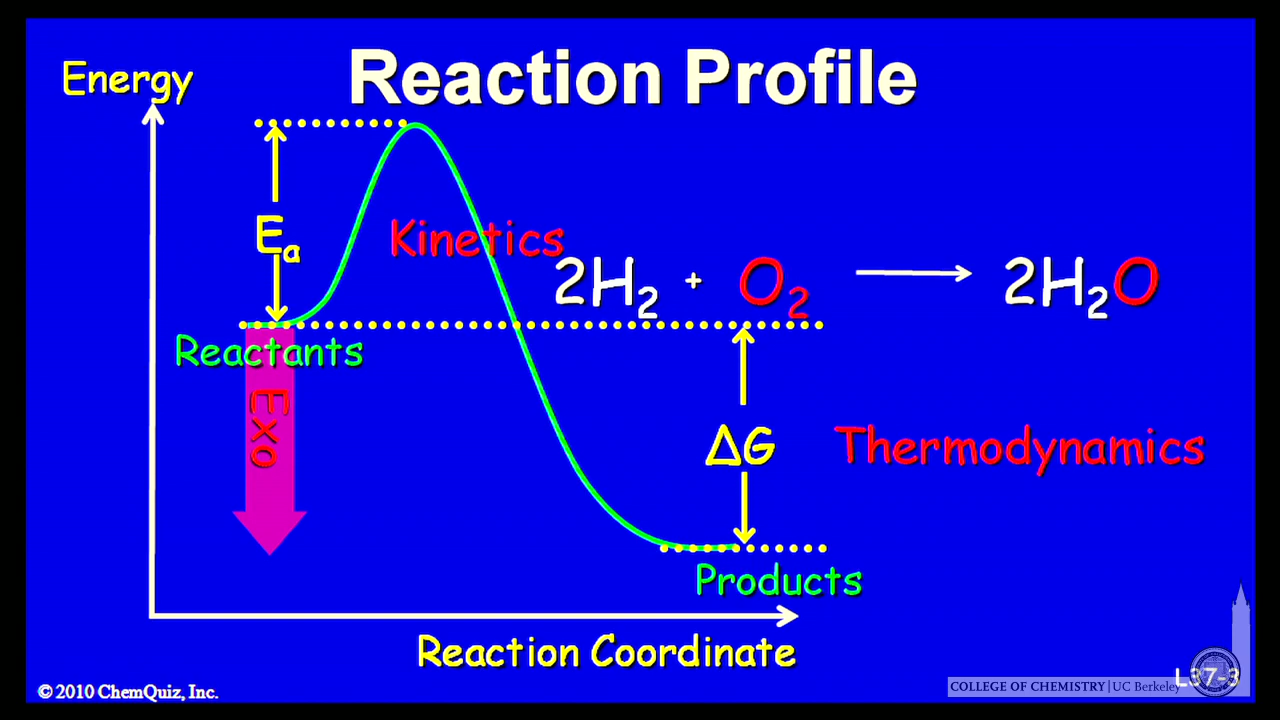 Reaction Profile
Energy
Ea
Kinetics
2H2 + O2 → 2H2O
Reactants
Exo
ΔG
Thermodynamics
Products
Reaction Coordinate
© 2010 ChemQuiz, Inc.
COLLEGE OF CHEMISTRY | UC Berkeley
L37-3